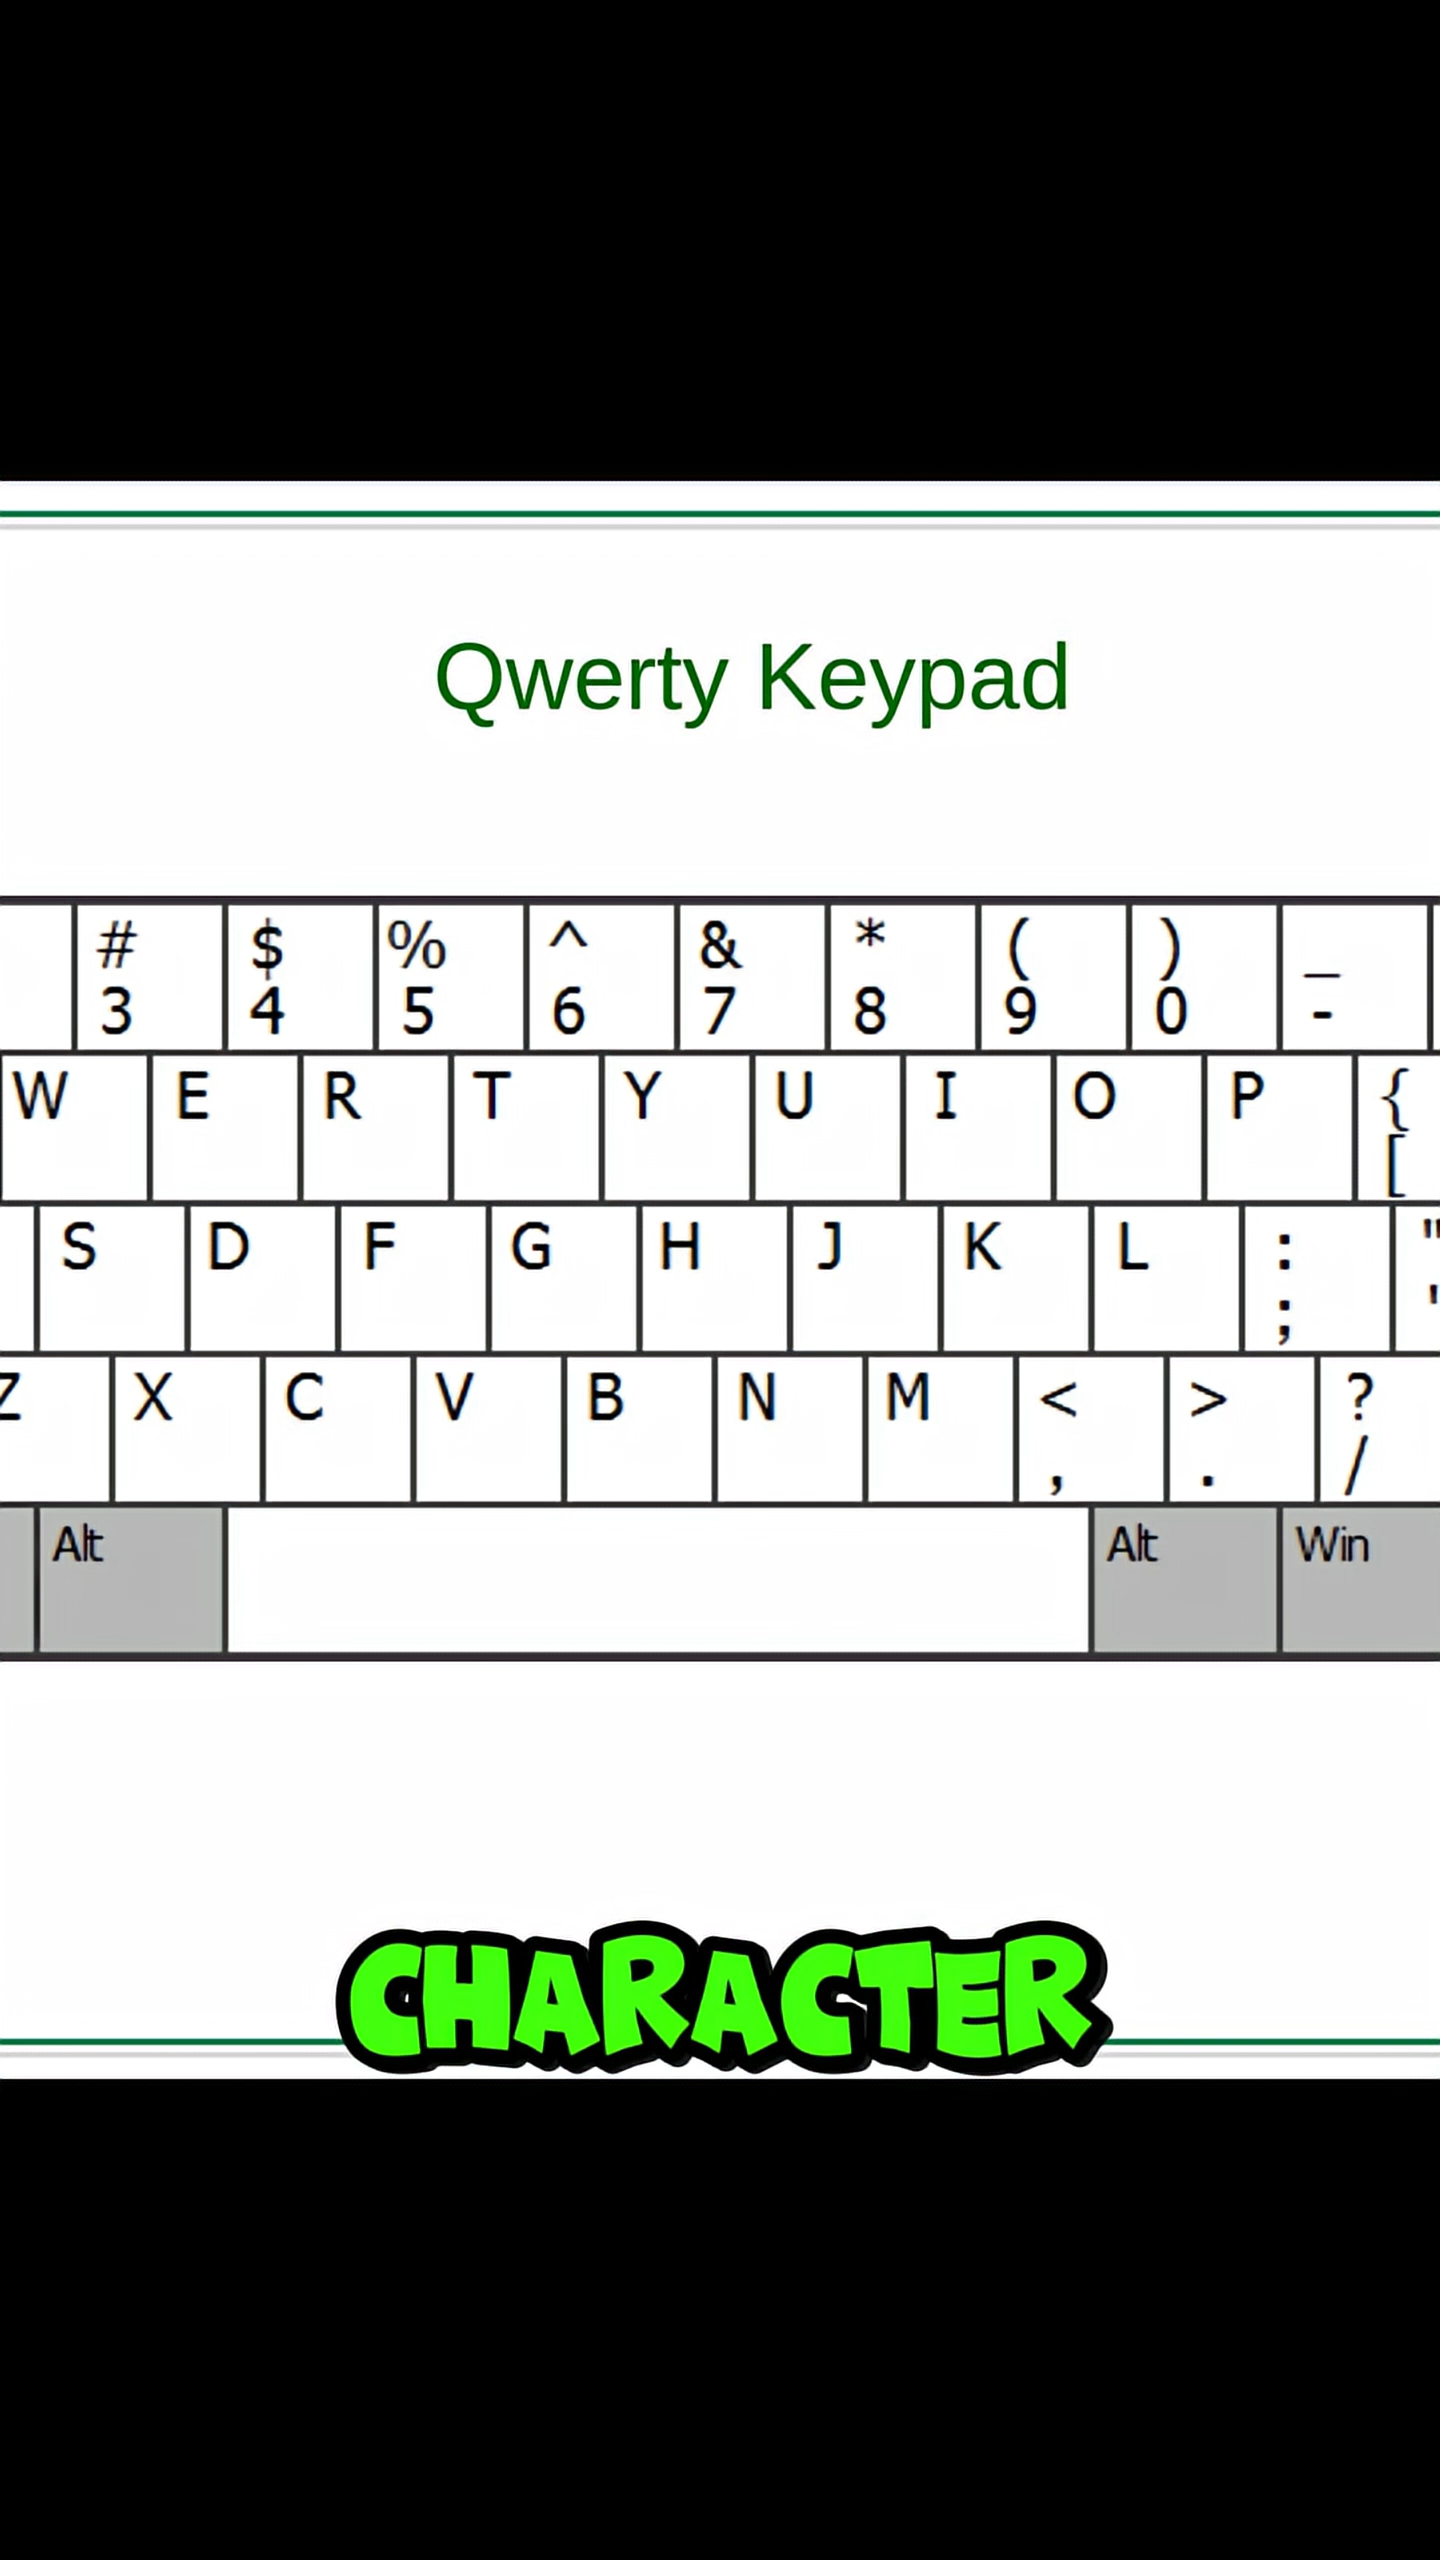 Qwerty Keypad
# $ % ^ & * ( ) _
3 4 5 6 7 8 9 0 -
W E R T Y U I O P {
[
S D F G H J K L : "
; '
Z X C V B N M < > ?
, . /
Alt Alt Win
CHARACTER